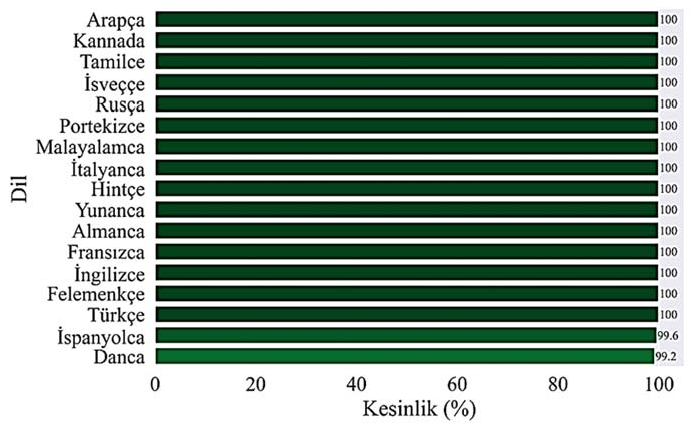 Arapça 100
Kannada 100
Tamilce 100
İsveççe 100
Rusça 100
Portekizce 100
Malayalamca 100
İtalyanca 100
Hintçe 100
Yunanca 100
Almanca 100
Fransızca 100
İngilizce 100
Felemenkçe 100
Türkçe 100
İspanyolca 99.6
Danca 99.2
Dil
0 20 40 60 80 100
Kesinlik (%)